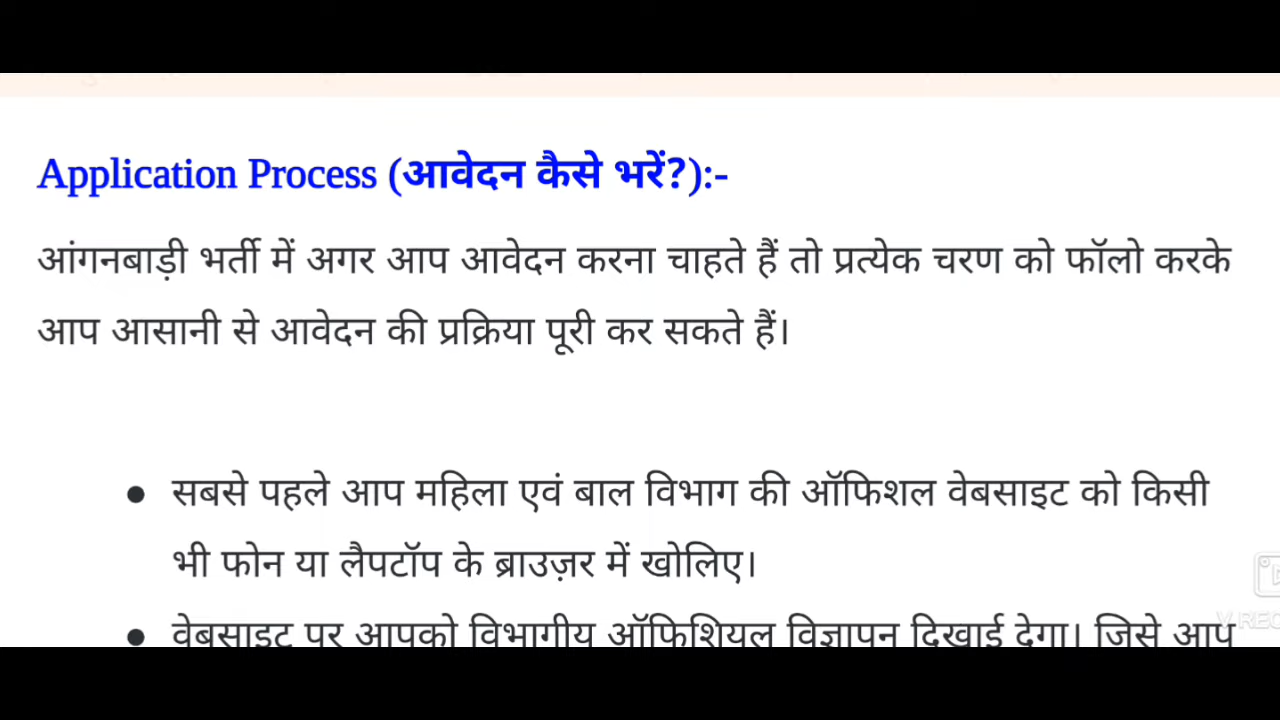 Application Process (आवेदन कैसे भरें?):-
आंगनबाड़ी भर्ती में अगर आप आवेदन करना चाहते हैं तो प्रत्येक चरण को फॉलो करके
आप आसानी से आवेदन की प्रक्रिया पूरी कर सकते हैं।
● सबसे पहले आप महिला एवं बाल विभाग की ऑफिशल वेबसाइट को किसी
भी फोन या लैपटॉप के ब्राउज़र में खोलिए।
● वेबसाइट पर आपको विभागीय ऑफिशियल विज्ञापन दिखाई देगा। जिसे आप
V REC